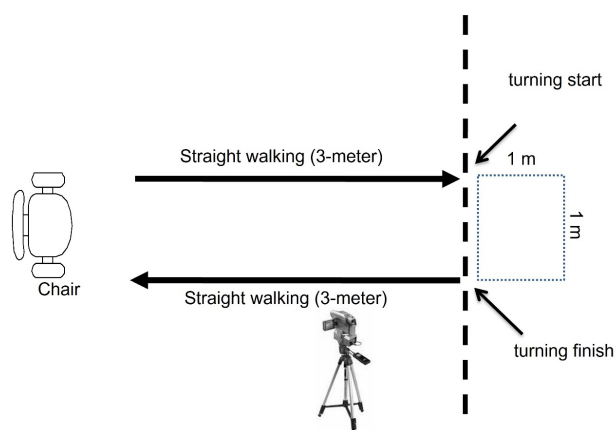 turning start
Straight walking (3-meter)
1 m
1 m
Chair
Straight walking (3-meter)
turning finish